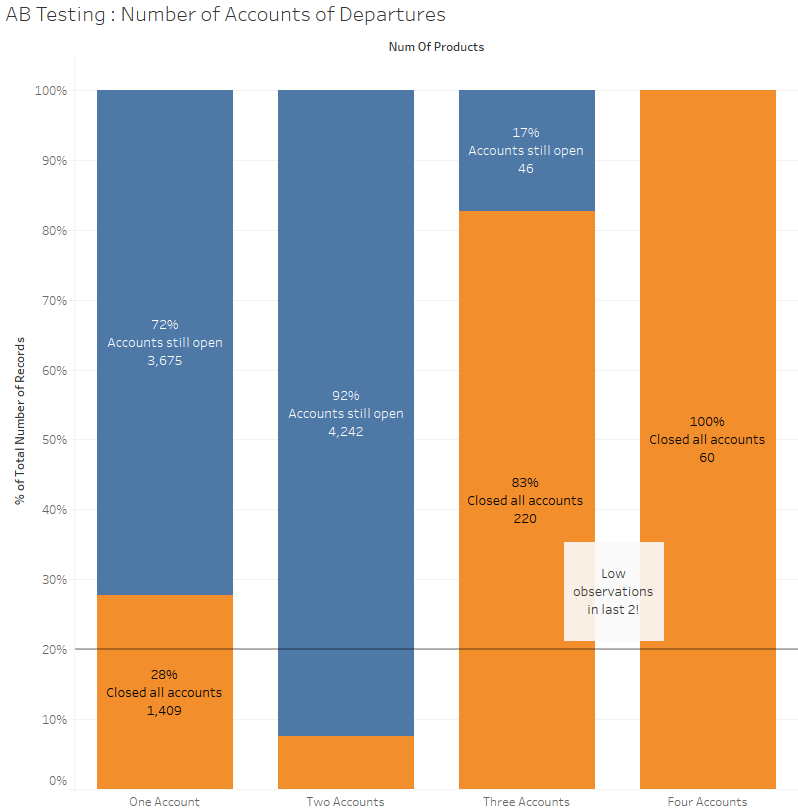 AB Testing : Number of Accounts of Departures
Num Of Products
% of Total Number of Records
100%
90%
80%
70%
60%
50%
40%
30%
20%
10%
0%
72%
Accounts still open
3,675
28%
Closed all accounts
1,409
92%
Accounts still open
4,242
17%
Accounts still open
46
83%
Closed all accounts
220
100%
Closed all accounts
60
Low
observations
in last 2!
One Account
Two Accounts
Three Accounts
Four Accounts